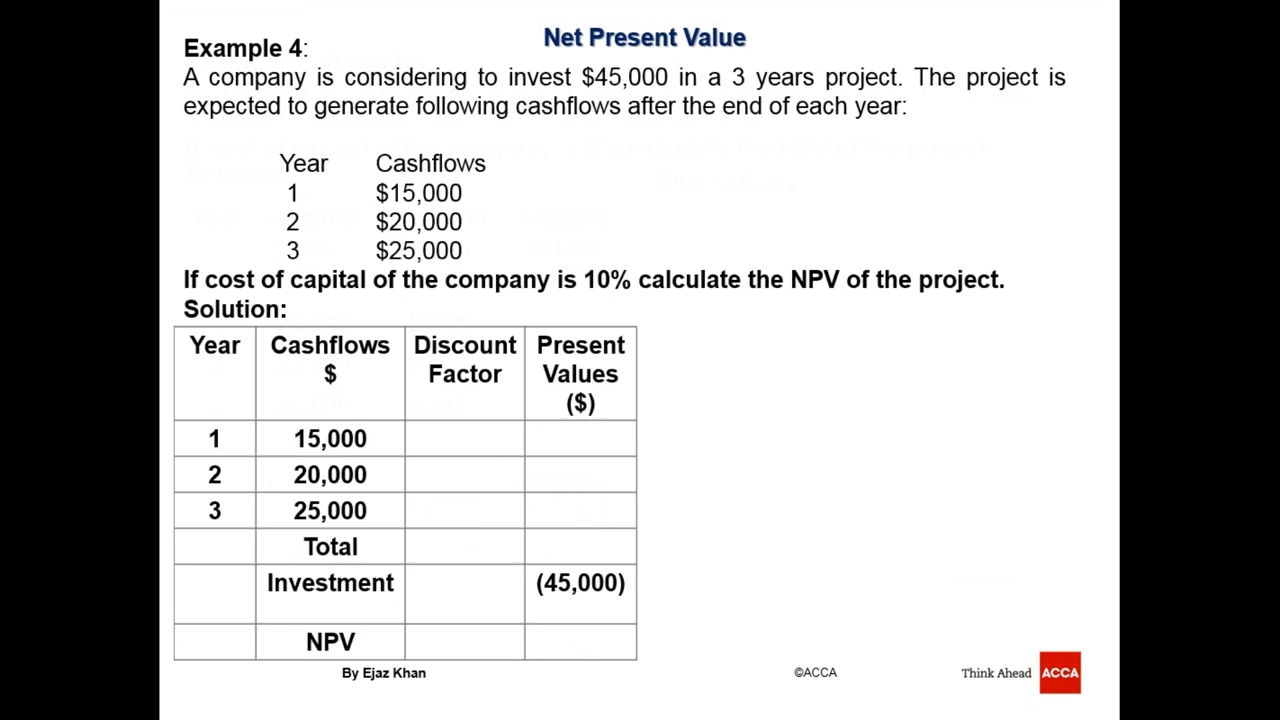 Net Present Value
Example 4:
A company is considering to invest $45,000 in a 3 years project. The project is
expected to generate following cashflows after the end of each year:
Year Cashflows
1 $15,000
2 $20,000
3 $25,000
If cost of capital of the company is 10% calculate the NPV of the project.
Solution:
Year Cashflows Discount Present
$ Factor Values
($)
1 15,000
2 20,000
3 25,000
Total
Investment (45,000)
NPV
By Ejaz Khan ©ACCA Think Ahead ACCA